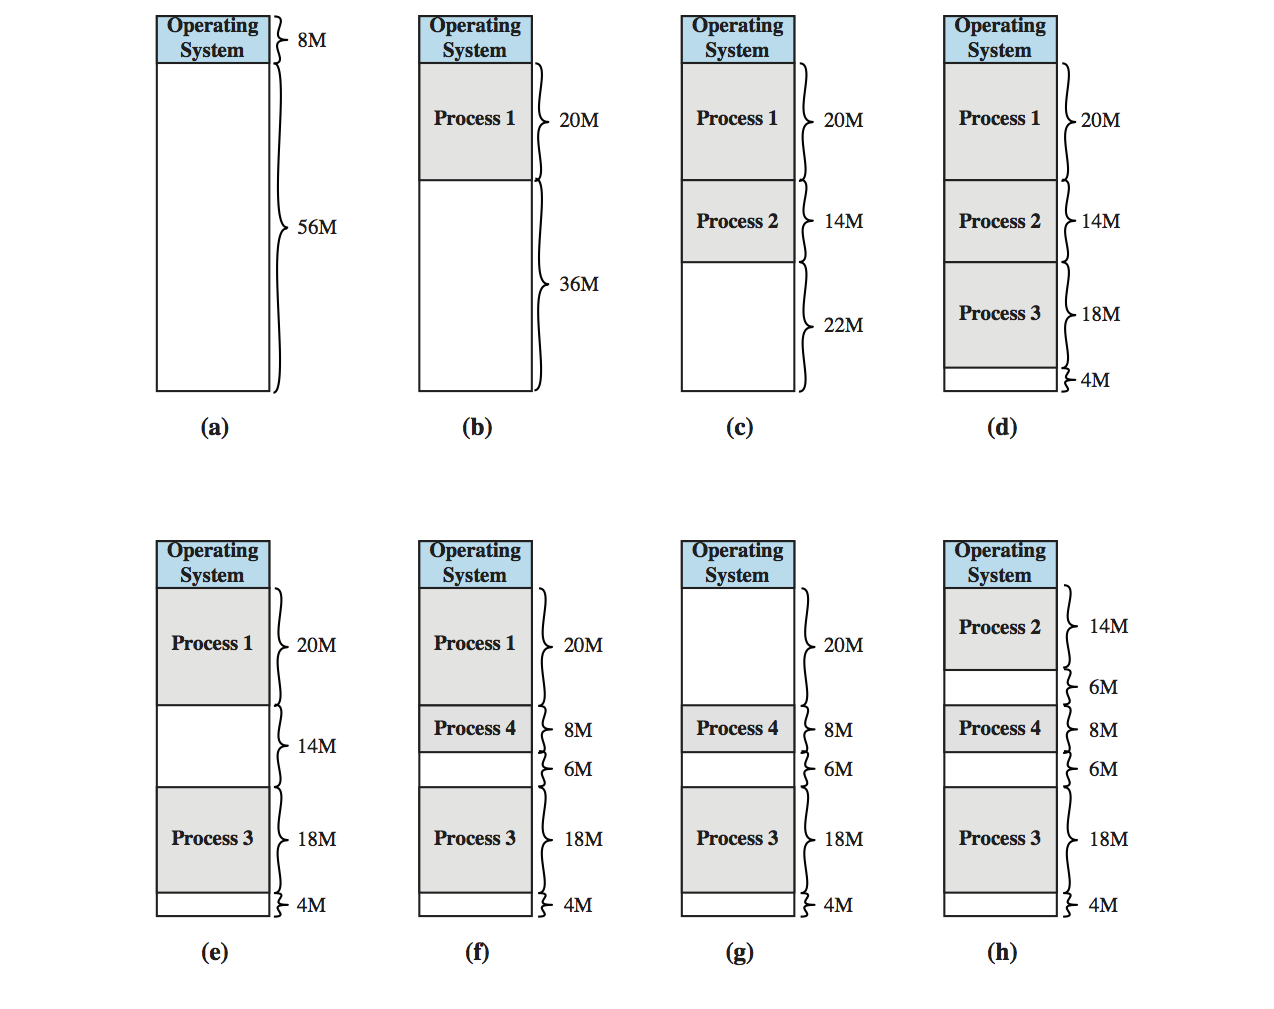 Operating
System
8M
56M
(a)
Operating
System
Process 1
20M
36M
(b)
Operating
System
Process 1
20M
Process 2
14M
22M
(c)
Operating
System
Process 1
20M
Process 2
14M
Process 3
18M
4M
(d)
Operating
System
Process 1
20M
14M
Process 3
18M
4M
(e)
Operating
System
Process 1
20M
Process 4
8M
6M
Process 3
18M
4M
(f)
Operating
System
20M
Process 4
8M
6M
Process 3
18M
4M
(g)
Operating
System
Process 2
14M
6M
Process 4
8M
6M
Process 3
18M
4M
(h)